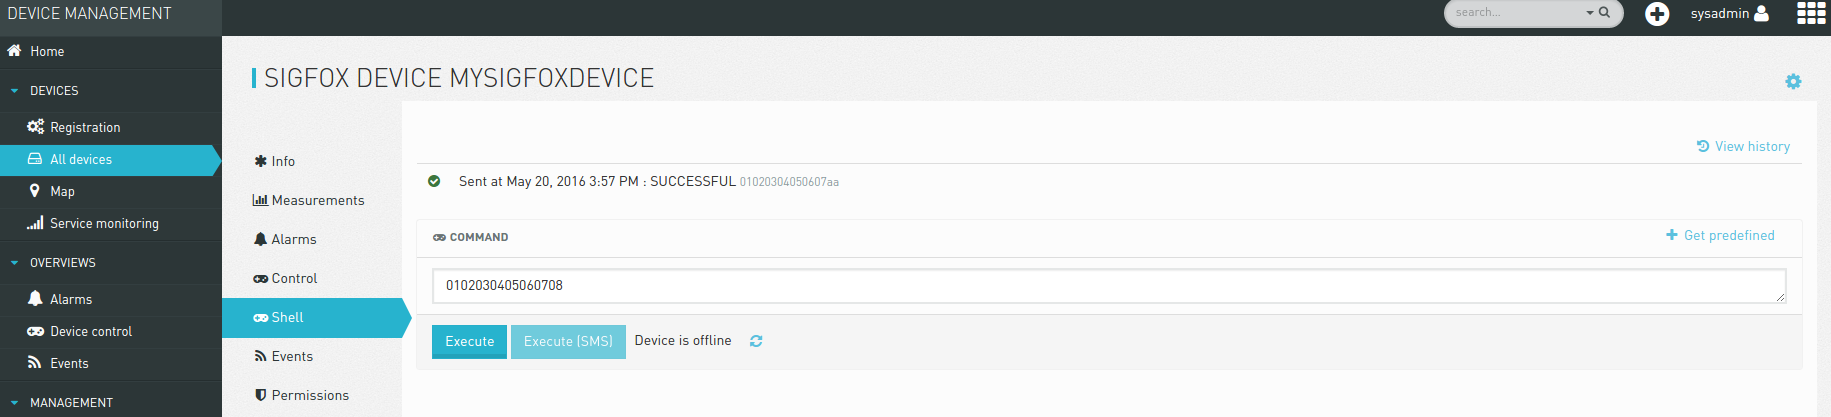 DEVICE MANAGEMENT
search...
sysadmin
Home
DEVICES
Registration
All devices
Map
Service monitoring
OVERVIEWS
Alarms
Device control
Events
MANAGEMENT
SIGFOX DEVICE MYSIGFOXDEVICE
Info
Measurements
Alarms
Control
Shell
Events
Permissions
View history
Sent at May 20, 2016 3:57 PM : SUCCESSFUL 01020304050607aa
COMMAND
Get predefined
0102030405060708
Execute
Execute (SMS)
Device is offline